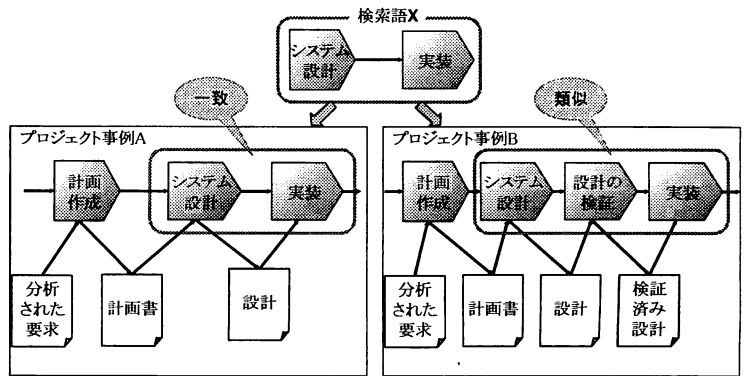 検索語X
システム
設計
実装
一致
類似
プロジェクト事例A
計画
作成
システム
設計
実装
分析
された
要求
計画書
設計
プロジェクト事例B
計画
作成
システム
設計
設計の
検証
実装
分析
された
要求
計画書
設計
検証
済み
設計